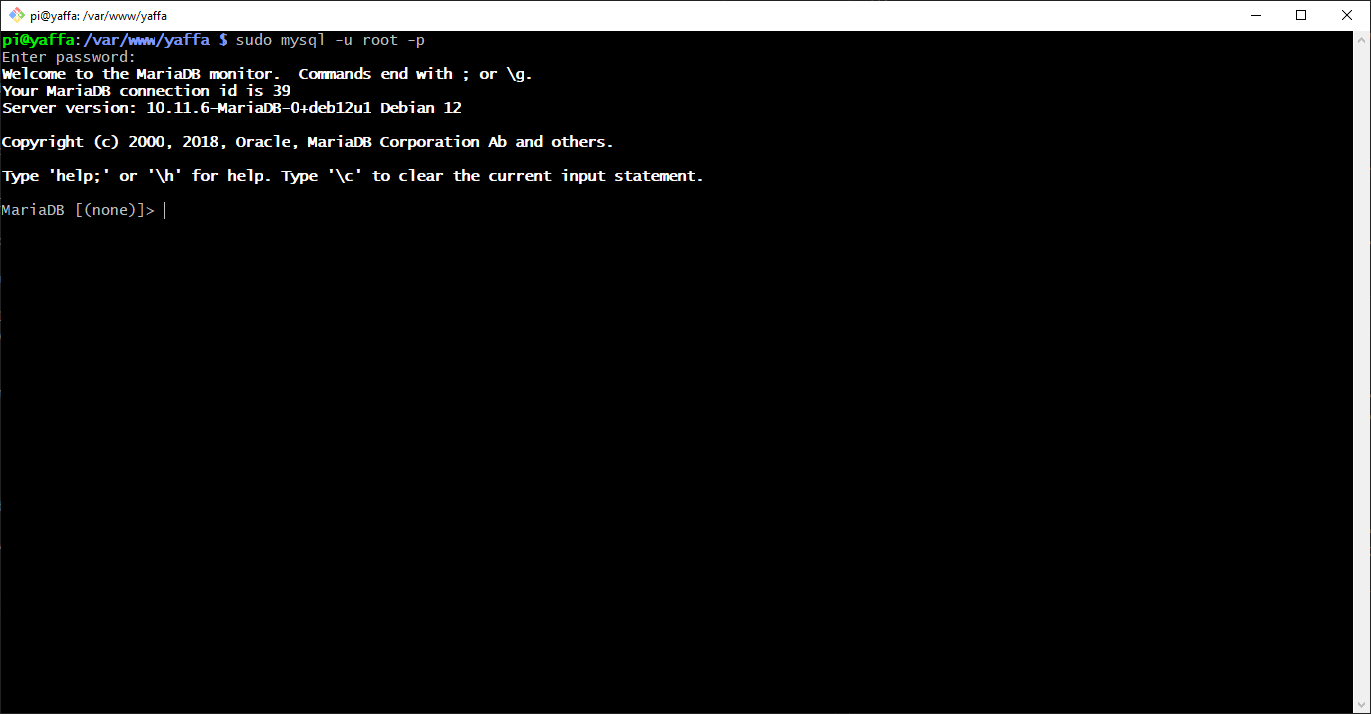 pi@yaffa: /var/www/yaffa
pi@yaffa:/var/www/yaffa $ sudo mysql -u root -p
Enter password:
Welcome to the MariaDB monitor.  Commands end with ; or \g.
Your MariaDB connection id is 39
Server version: 10.11.6-MariaDB-0+deb12u1 Debian 12
Copyright (c) 2000, 2018, Oracle, MariaDB Corporation Ab and others.
Type 'help;' or '\h' for help. Type '\c' to clear the current input statement.
MariaDB [(none)]>